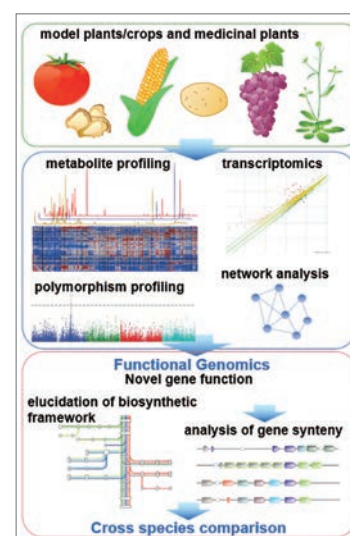 model plants/crops and medicinal plants
metabolite profiling
transcriptomics
polymorphism profiling
network analysis
Functional Genomics
Novel gene function
elucidation of biosynthetic
framework
analysis of gene synteny
Cross species comparison